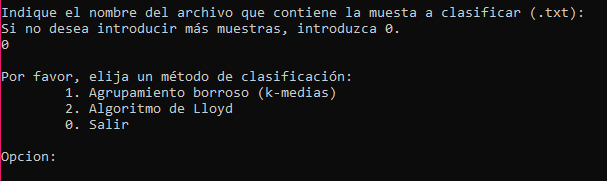 Indique el nombre del archivo que contiene la muesta a clasificar (.txt):
Si no desea introducir más muestras, introduzca 0.
0
Por favor, elija un método de clasificación:
1. Agrupamiento borroso (k-medias)
2. Algoritmo de Lloyd
0. Salir
Opcion: